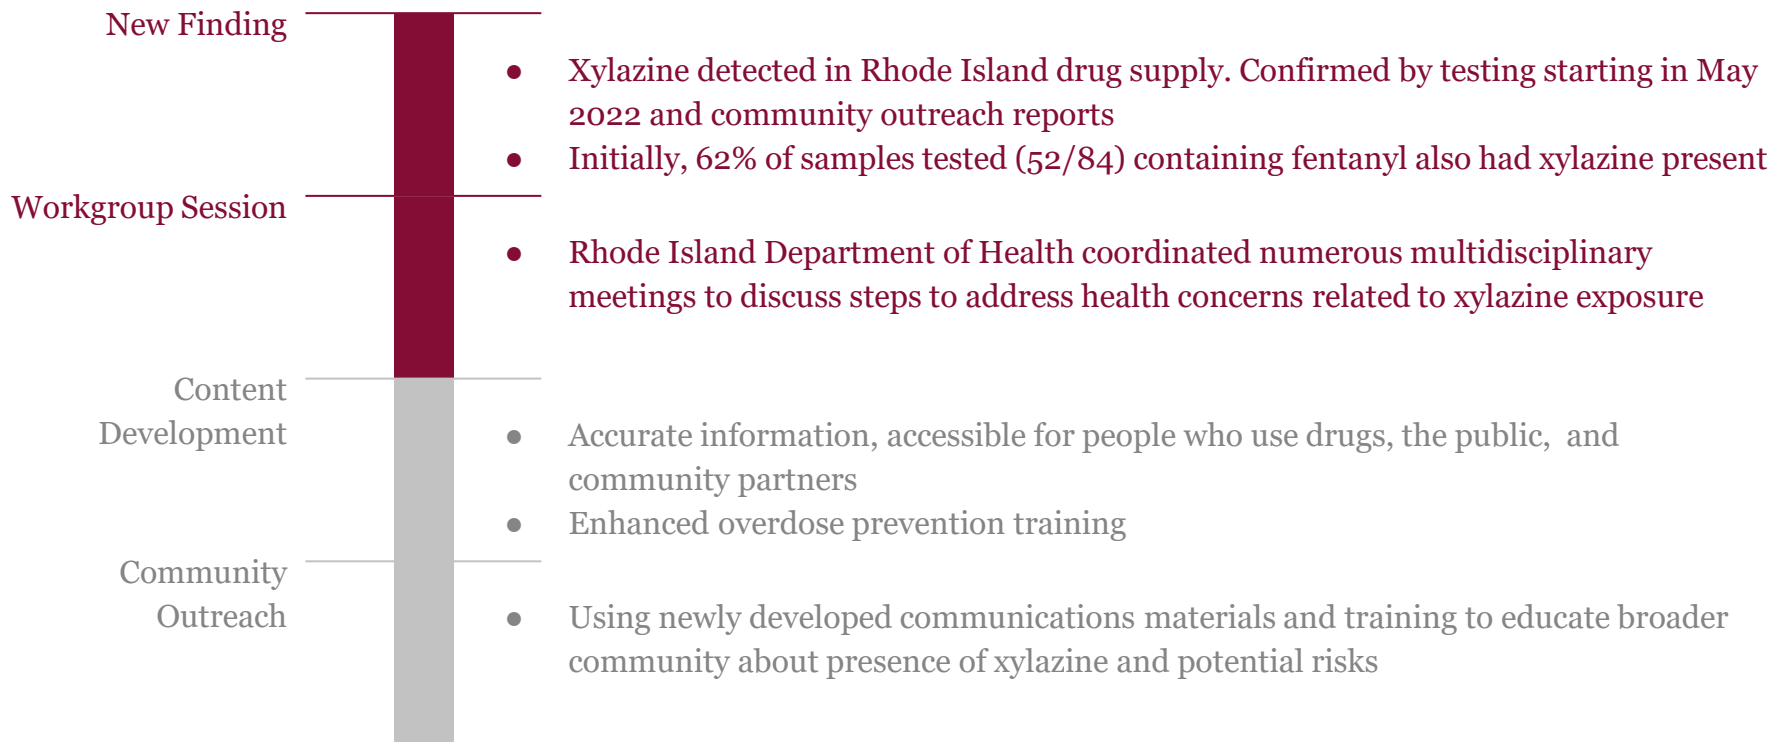 New Finding
● Xylazine detected in Rhode Island drug supply. Confirmed by testing starting in May
2022 and community outreach reports
● Initially, 62% of samples tested (52/84) containing fentanyl also had xylazine present
Workgroup Session
● Rhode Island Department of Health coordinated numerous multidisciplinary
meetings to discuss steps to address health concerns related to xylazine exposure
Content
Development
● Accurate information, accessible for people who use drugs, the public, and
community partners
● Enhanced overdose prevention training
Community
Outreach
● Using newly developed communications materials and training to educate broader
community about presence of xylazine and potential risks